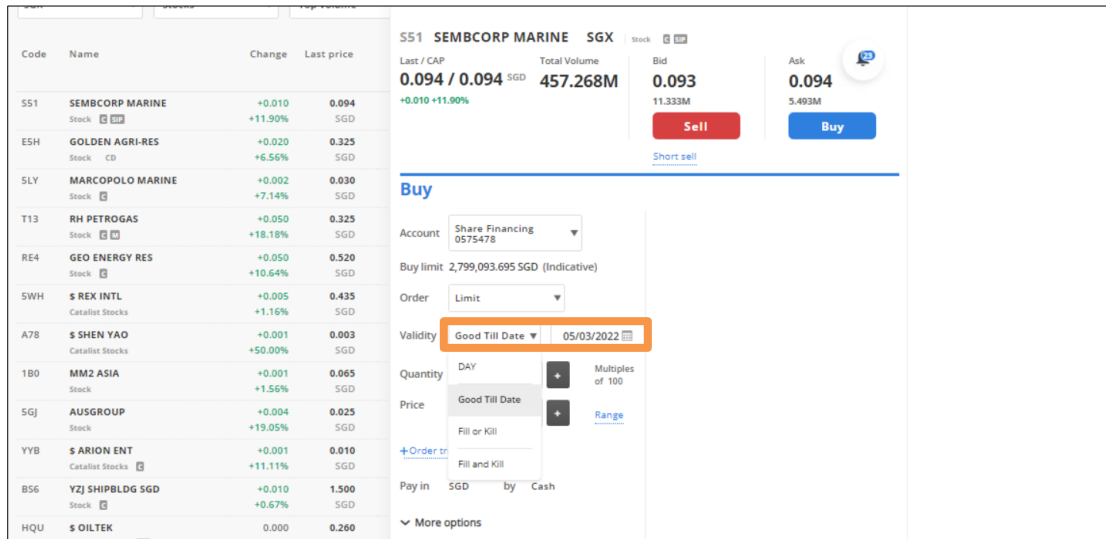 Code Name Change Last price
S51 SEMBCORP MARINE +0.010 0.094
Stock C SIP +11.90% SGD
E5H GOLDEN AGRI-RES +0.020 0.325
Stock CD +6.56% SGD
5LY MARCOPOLO MARINE +0.002 0.030
Stock C +7.14% SGD
T13 RH PETROGAS +0.050 0.325
Stock C M +18.18% SGD
RE4 GEO ENERGY RES +0.050 0.520
Stock C +10.64% SGD
5WH $ REX INTL +0.005 0.435
Catalist Stocks +1.16% SGD
A78 $ SHEN YAO +0.001 0.003
Catalist Stocks +50.00% SGD
1B0 MM2 ASIA +0.001 0.065
Stock +1.56% SGD
5GJ AUSGROUP +0.004 0.025
Stock +19.05% SGD
YYB $ ARION ENT +0.001 0.010
Catalist Stocks C +11.11% SGD
BS6 YZJ SHIPBLDG SGD +0.010 1.500
Stock C +0.67% SGD
HQU $ OILTEK 0.000 0.260
S51 SEMBCORP MARINE SGX Stock C SIP
Last / CAP Total Volume Bid Ask
23
0.094 / 0.094 SGD 457.268M 0.093 0.094
+0.010 +11.90% 11.333M 5.493M
Sell Buy
Short sell
Buy
Account Share Financing
0575478
Buy limit 2,799,093.695 SGD (Indicative)
Order Limit
Validity Good Till Date 05/03/2022
DAY
Quantity + Multiples
of 100
Good Till Date
Price + Range
Fill or Kill
+Order tr
Fill and Kill
Pay in SGD by Cash
More options